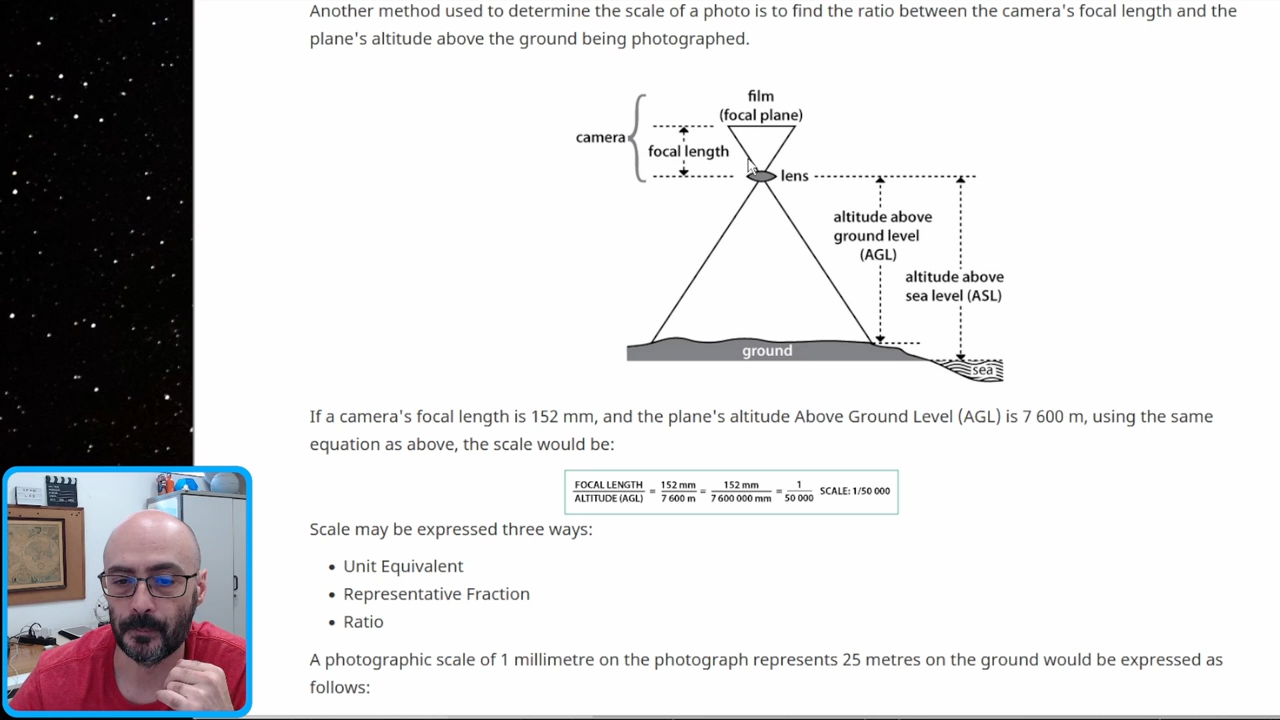 Another method used to determine the scale of a photo is to find the ratio between the camera's focal length and the
plane's altitude above the ground being photographed.
film
(focal plane)
camera
focal length
lens
altitude above
ground level
(AGL)
altitude above
sea level (ASL)
ground
sea
If a camera's focal length is 152 mm, and the plane's altitude Above Ground Level (AGL) is 7 600 m, using the same
equation as above, the scale would be:
FOCAL LENGTH / ALTITUDE (AGL) = 152 mm / 7 600 m = 152 mm / 7 600 000 mm = 1 / 50 000 SCALE: 1/50 000
Scale may be expressed three ways:
• Unit Equivalent
• Representative Fraction
• Ratio
A photographic scale of 1 millimetre on the photograph represents 25 metres on the ground would be expressed as
follows: